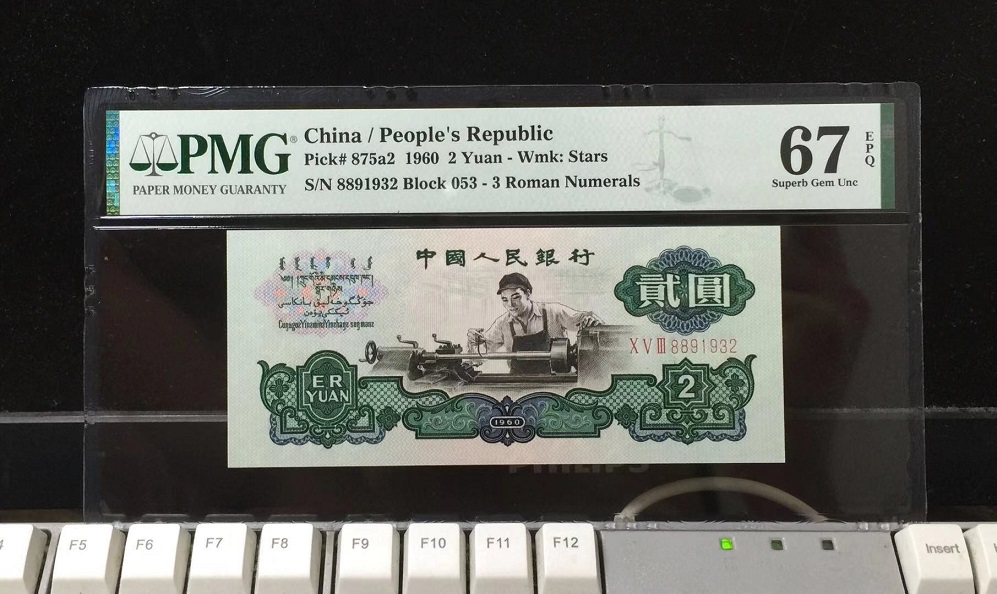 PMG®
PAPER MONEY GUARANTY
China / People's Republic
Pick# 875a2 1960 2 Yuan - Wmk: Stars
S/N 8891932 Block 053 - 3 Roman Numerals
67
EPQ
Superb Gem Unc
中國人民銀行
貳圓
XVⅢ 8891932
ER
YUAN
2
1960
PHILIPS
F5
F6
F7
F8
F9
F10
F11
F12
Insert